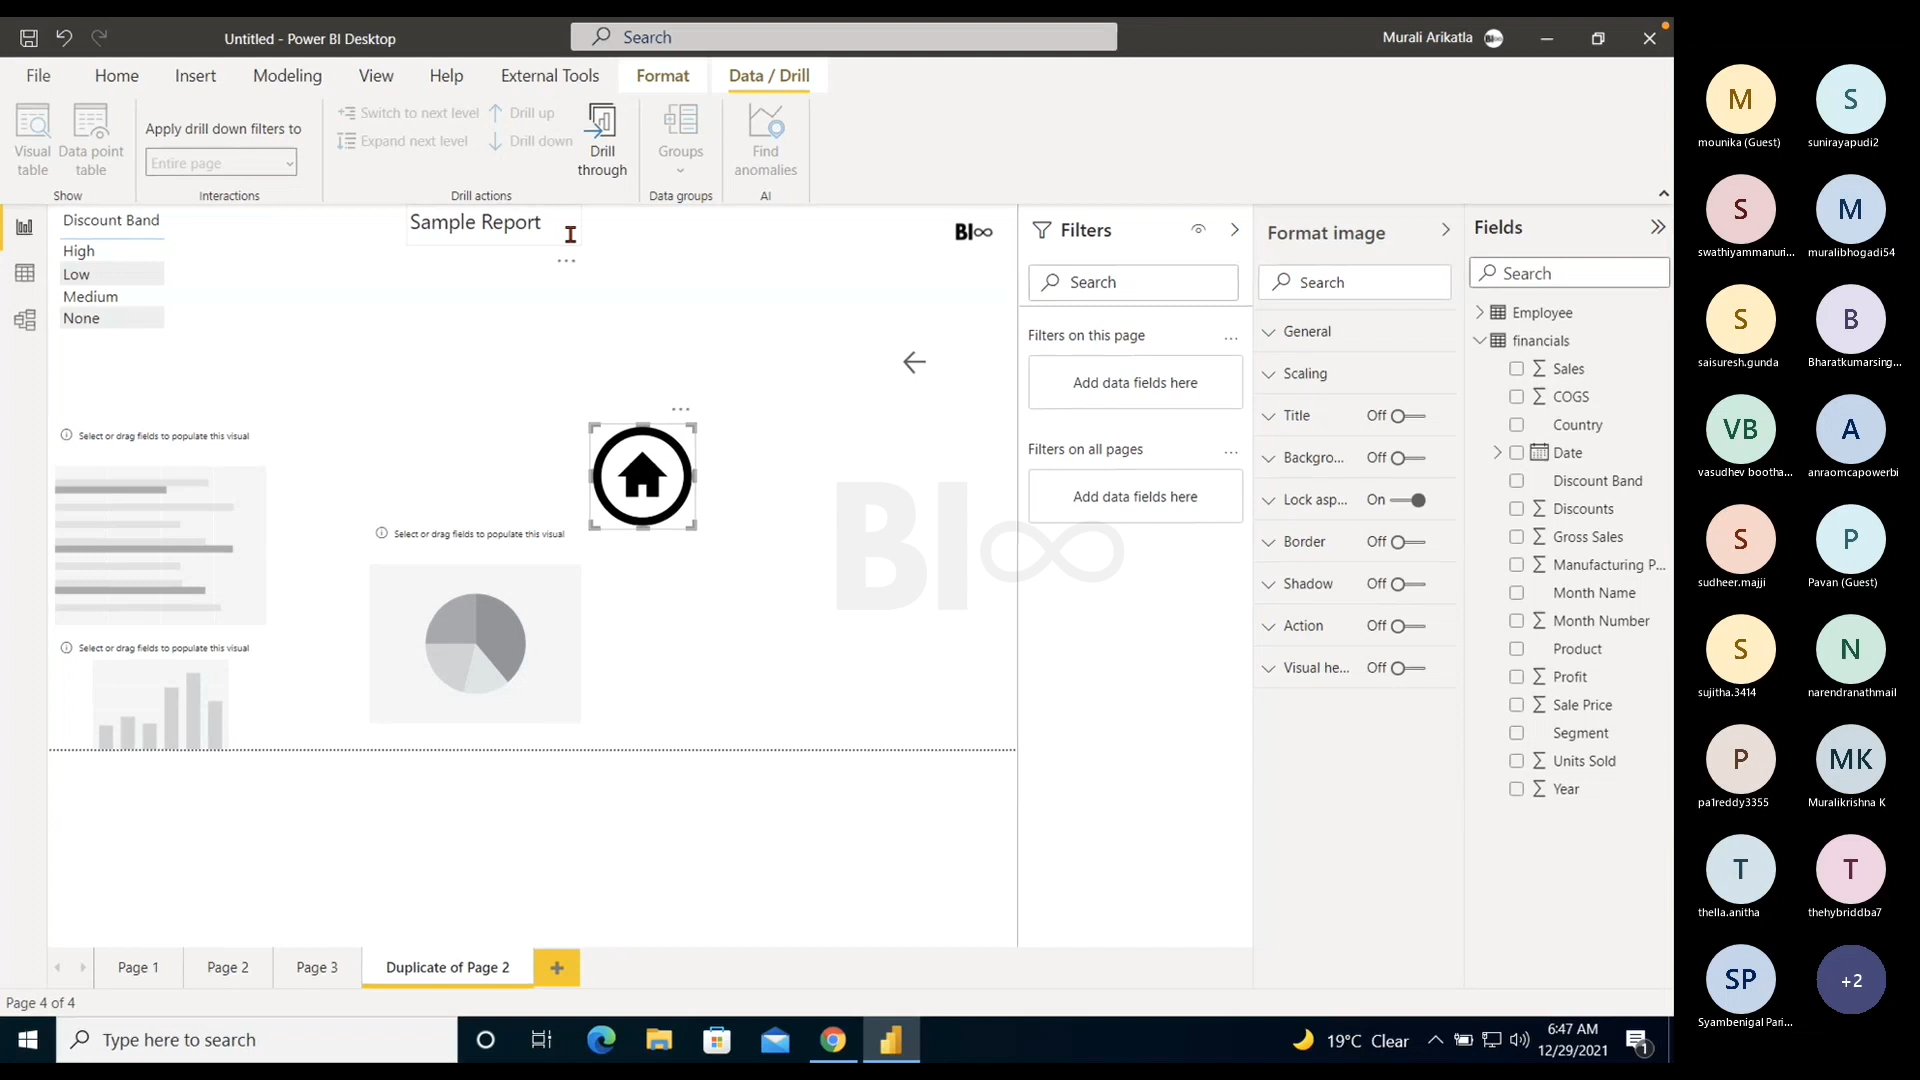 Untitled - Power BI Desktop
Search
Murali Arikatla
BI∞
File
Home
Insert
Modeling
View
Help
External Tools
Format
Data / Drill
Visual
table
Data point
table
Show
Apply drill down filters to
Entire page
Interactions
Switch to next level
Expand next level
Drill up
Drill down
Drill
through
Drill actions
Groups
Data groups
Find
anomalies
AI
Discount Band
High
Low
Medium
None
Sample Report
BI∞
Select or drag fields to populate this visual
Select or drag fields to populate this visual
Select or drag fields to populate this visual
BI∞
Filters
Search
Filters on this page
...
Add data fields here
Filters on all pages
...
Add data fields here
Format image
Search
General
Scaling
Title Off
Backgro... Off
Lock asp... On
Border Off
Shadow Off
Action Off
Visual he... Off
Fields
Search
Employee
financials
Sales
COGS
Country
Date
Discount Band
Discounts
Gross Sales
Manufacturing P...
Month Name
Month Number
Product
Profit
Sale Price
Segment
Units Sold
Year
Page 1
Page 2
Page 3
Duplicate of Page 2
+
Page 4 of 4
Type here to search
19°C Clear
6:47 AM
12/29/2021
1
M
mounika (Guest)
S
sunirayapudi2
S
swathiyammanuri...
M
muralibhogadi54
S
saisuresh.gunda
B
Bharatkumarsing...
VB
vasudhev bootha...
A
anraomcapowerbi
S
sudheer.majji
P
Pavan (Guest)
S
sujitha.3414
N
narendranathmail
P
pa1reddy3355
MK
Muralikrishna K
T
thella.anitha
T
thehybriddba7
SP
Syambenigal Pari...
+2